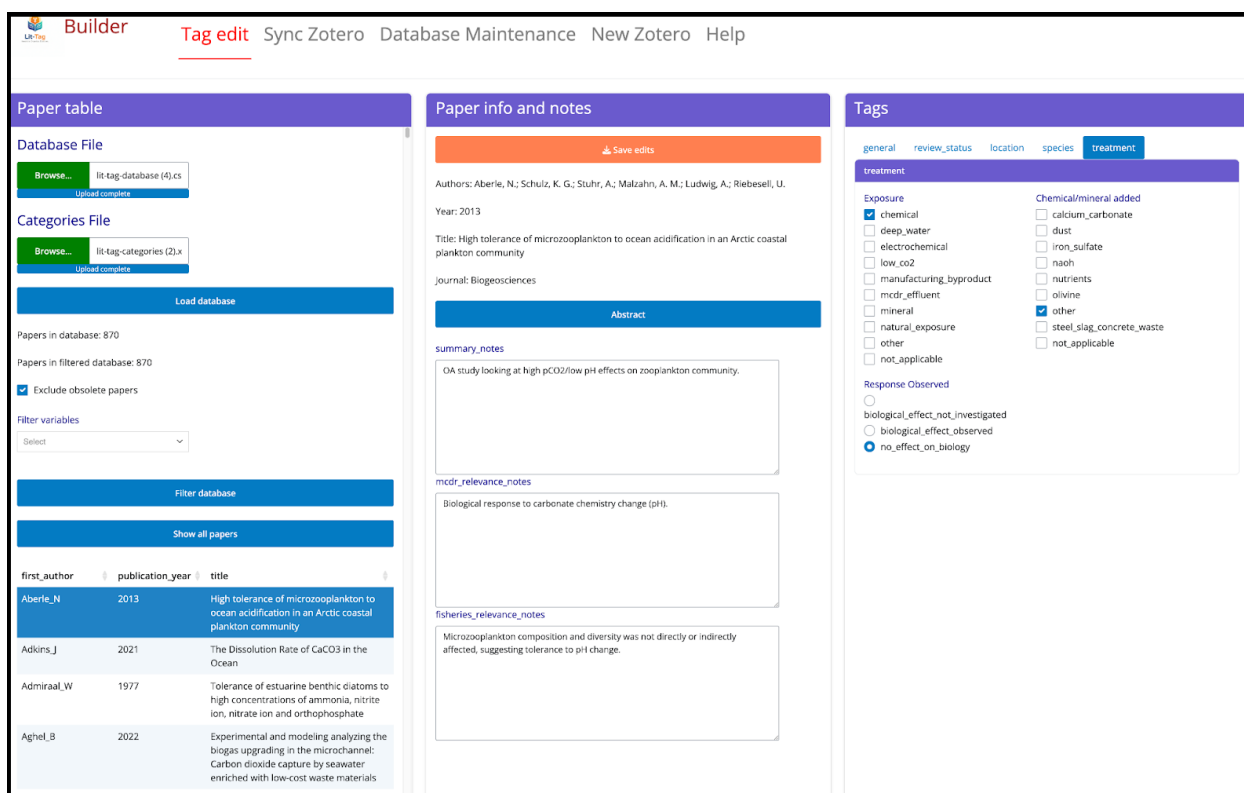 Lit-Tag
Builder
Tag edit Sync Zotero Database Maintenance New Zotero Help
Paper table
Database File
Browse... lit-tag-database (4).cs
Upload complete
Categories File
Browse... lit-tag-categories (2).x
Upload complete
Load database
Papers in database: 870
Papers in filtered database: 870
Exclude obsolete papers
Filter variables
Select
Filter database
Show all papers
first_author publication_year title
Aberle_N 2013 High tolerance of microzooplankton to
ocean acidification in an Arctic coastal
plankton community
Adkins_J 2021 The Dissolution Rate of CaCO3 in the
Ocean
Admiraal_W 1977 Tolerance of estuarine benthic diatoms to
high concentrations of ammonia, nitrite
ion, nitrate ion and orthophosphate
Aghel_B 2022 Experimental and modeling analyzing the
biogas upgrading in the microchannel:
Carbon dioxide capture by seawater
enriched with low-cost waste materials
Paper info and notes
Save edits
Authors: Aberle, N.; Schulz, K. G.; Stuhr, A.; Malzahn, A. M.; Ludwig, A.; Riebesell, U.
Year: 2013
Title: High tolerance of microzooplankton to ocean acidification in an Arctic coastal
plankton community
Journal: Biogeosciences
Abstract
summary_notes
OA study looking at high pCO2/low pH effects on zooplankton community.
mcdr_relevance_notes
Biological response to carbonate chemistry change (pH).
fisheries_relevance_notes
Microzooplankton composition and diversity was not directly or indirectly
affected, suggesting tolerance to pH change.
Tags
general review_status location species treatment
treatment
Exposure
chemical
deep_water
electrochemical
low_co2
manufacturing_byproduct
mcdr_effluent
mineral
natural_exposure
other
not_applicable
Chemical/mineral added
calcium_carbonate
dust
iron_sulfate
naoh
nutrients
olivine
other
steel_slag_concrete_waste
not_applicable
Response Observed
biological_effect_not_investigated
biological_effect_observed
no_effect_on_biology